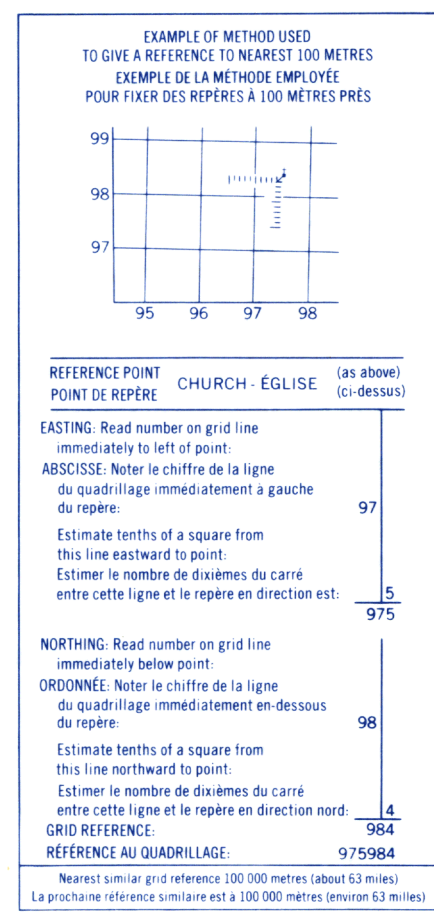 EXAMPLE OF METHOD USED
TO GIVE A REFERENCE TO NEAREST 100 METRES
EXEMPLE DE LA MÉTHODE EMPLOYÉE
POUR FIXER DES REPÈRES À 100 MÈTRES PRÈS
99
98
97
95 96 97 98
REFERENCE POINT
POINT DE REPÈRE
CHURCH - ÉGLISE
(as above)
(ci-dessus)
EASTING: Read number on grid line
immediately to left of point:
ABSCISSE: Noter le chiffre de la ligne
du quadrillage immédiatement à gauche
du repère: 97
Estimate tenths of a square from
this line eastward to point:
Estimer le nombre de dixièmes du carré
entre cette ligne et le repère en direction est: 5
975
NORTHING: Read number on grid line
immediately below point:
ORDONNÉE: Noter le chiffre de la ligne
du quadrillage immédiatement en-dessous
du repère: 98
Estimate tenths of a square from
this line northward to point:
Estimer le nombre de dixièmes du carré
entre cette ligne et le repère en direction nord: 4
GRID REFERENCE: 984
RÉFÉRENCE AU QUADRILLAGE: 975984
Nearest similar grid reference 100 000 metres (about 63 miles)
La prochaine référence similaire est à 100 000 mètres (environ 63 milles)